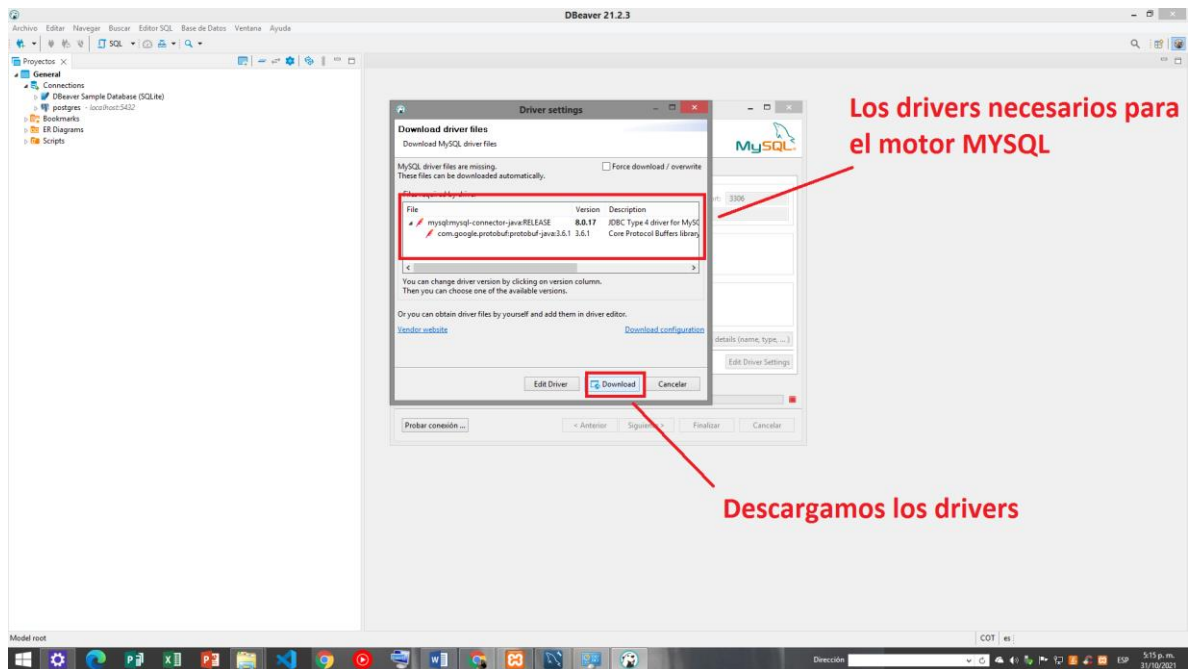 DBeaver 21.2.3
Archivo Editar Navegar Buscar Editor SQL Base de Datos Ventana Ayuda
SQL
Proyectos
General
Connections
DBeaver Sample Database (SQLite)
postgres - localhost:5432
Bookmarks
ER Diagrams
Scripts
Driver settings
Download driver files
Download MySQL driver files
MySQL
MySQL driver files are missing.
These files can be downloaded automatically.
Force download / overwrite
Files required by driver
File Version Description
mysql:mysql-connector-java:RELEASE 8.0.17 JDBC Type 4 driver for MySQ
com.google.protobuf:protobuf-java:3.6.1 3.6.1 Core Protocol Buffers library
3306
You can change driver version by clicking on version column.
Then you can choose one of the available versions.
Or you can obtain driver files by yourself and add them in driver editor.
Vendor website Download configuration
details (name, type, ... )
Edit Driver Settings
Edit Driver Download Cancelar
Probar conexión ... < Anterior Siguiente > Finalizar Cancelar
Los drivers necesarios para
el motor MYSQL
Descargamos los drivers
Model root COT es
Dirección ESP 5:15 p. m.
31/10/2021